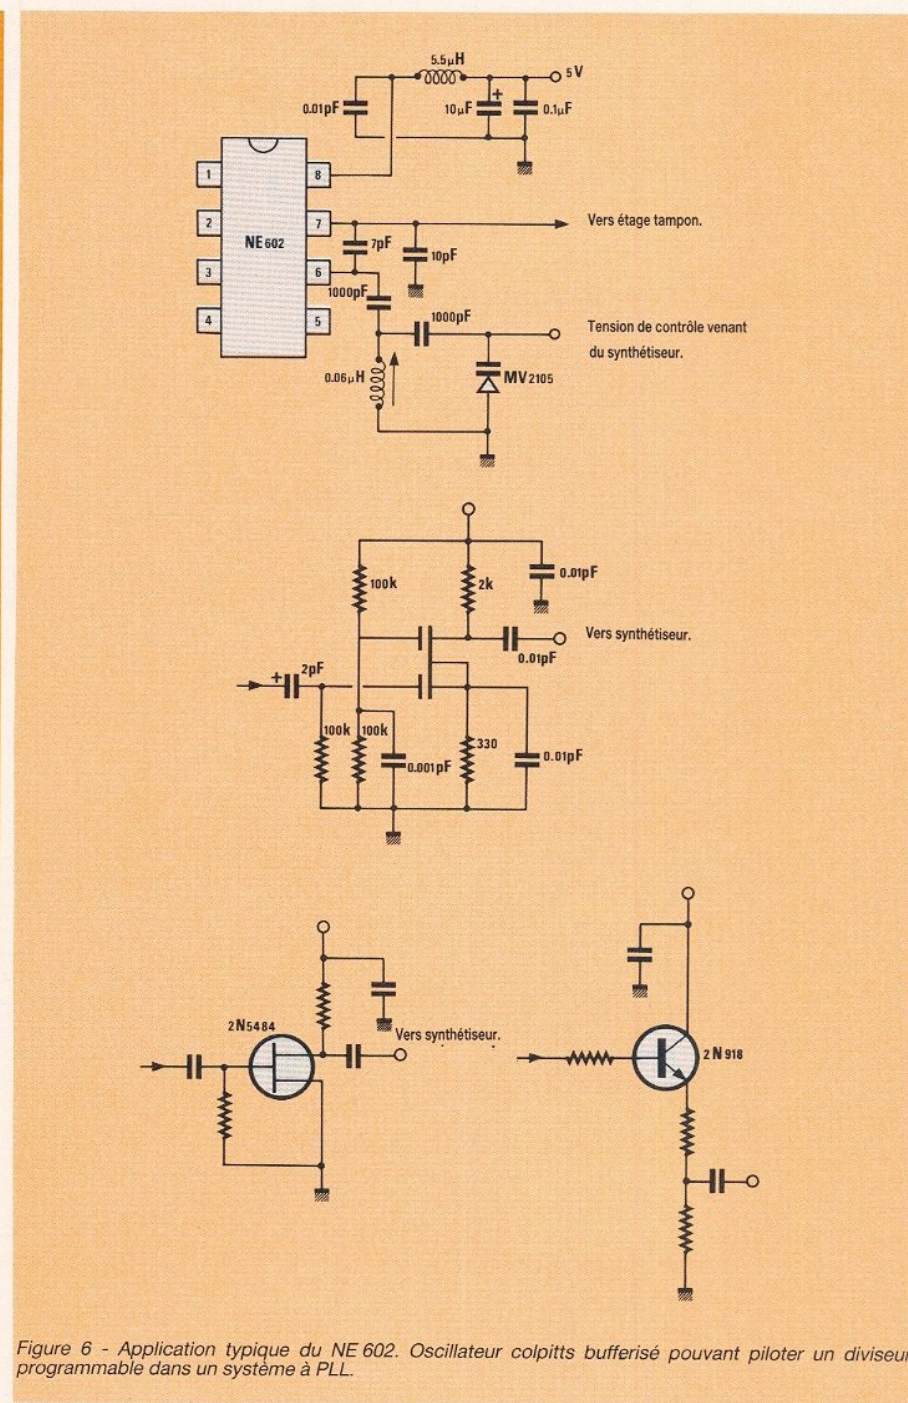 5.5µH
5 V
0.01pF
10µF
+
0.1µF
1
8
2
7
Vers étage tampon.
NE602
7pF
10pF
3
6
1000pF
4
5
1000pF
Tension de contrôle venant
du synthétiseur.
0.06µH
MV2105
100k
2k
0.01pF
Vers synthétiseur.
0.01pF
+
2pF
100k
100k
330
0.001pF
0.01pF
2N5484
Vers synthétiseur.
2N918
Figure 6 - Application typique du NE 602. Oscillateur colpitts bufferisé pouvant piloter un diviseur
programmable dans un système à PLL.